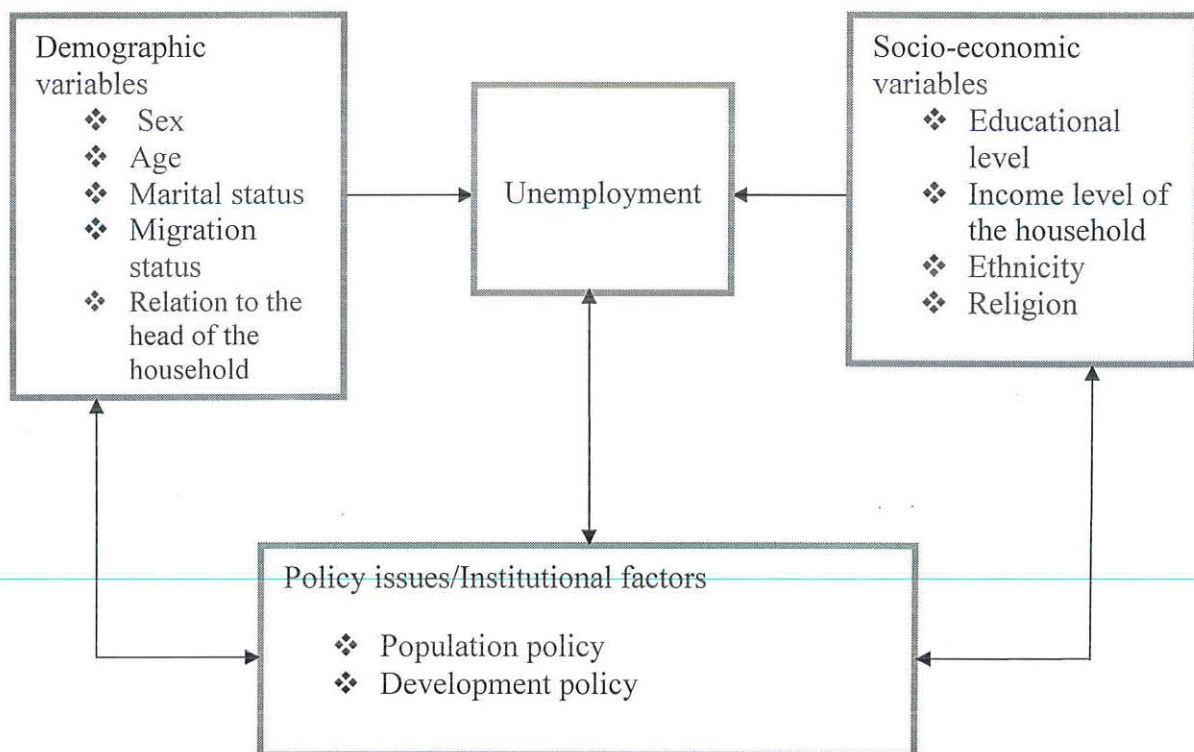 Demographic
variables
❖ Sex
❖ Age
❖ Marital status
❖ Migration
status
❖ Relation to the
head of the
household
Unemployment
Socio-economic
variables
❖ Educational
level
❖ Income level of
the household
❖ Ethnicity
❖ Religion
Policy issues/Institutional factors
❖ Population policy
❖ Development policy